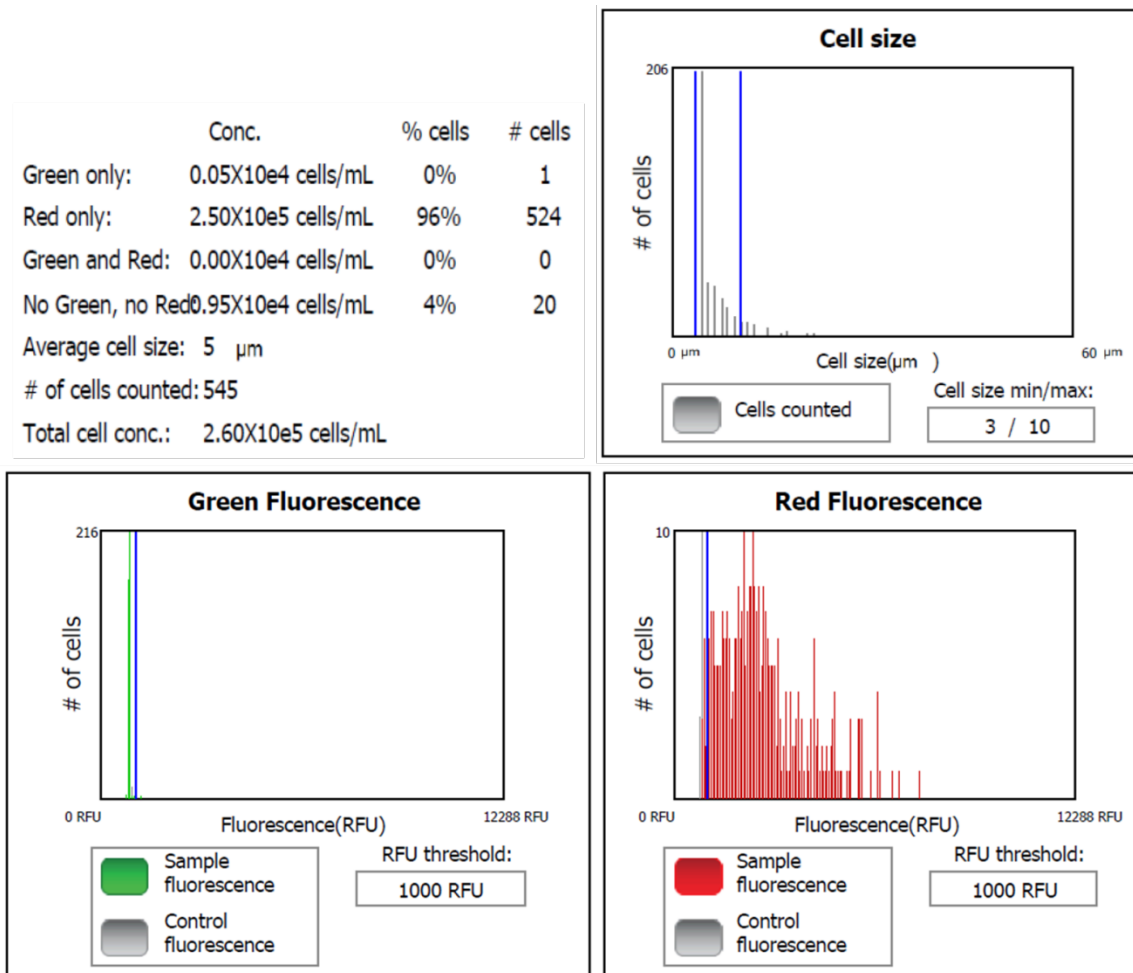 Conc. % cells # cells
Green only: 0.05X10e4 cells/mL 0% 1
Red only: 2.50X10e5 cells/mL 96% 524
Green and Red: 0.00X10e4 cells/mL 0% 0
No Green, no Red: 0.95X10e4 cells/mL 4% 20
Average cell size: 5 µm
# of cells counted: 545
Total cell conc.: 2.60X10e5 cells/mL
Cell size
206
# of cells
0 µm
60 µm
Cell size(µm )
Cells counted
Cell size min/max:
3 / 10
Green Fluorescence
216
# of cells
0 RFU
12288 RFU
Fluorescence(RFU)
Sample
fluorescence
Control
fluorescence
RFU threshold:
1000 RFU
Red Fluorescence
10
# of cells
0 RFU
12288 RFU
Fluorescence(RFU)
Sample
fluorescence
Control
fluorescence
RFU threshold:
1000 RFU